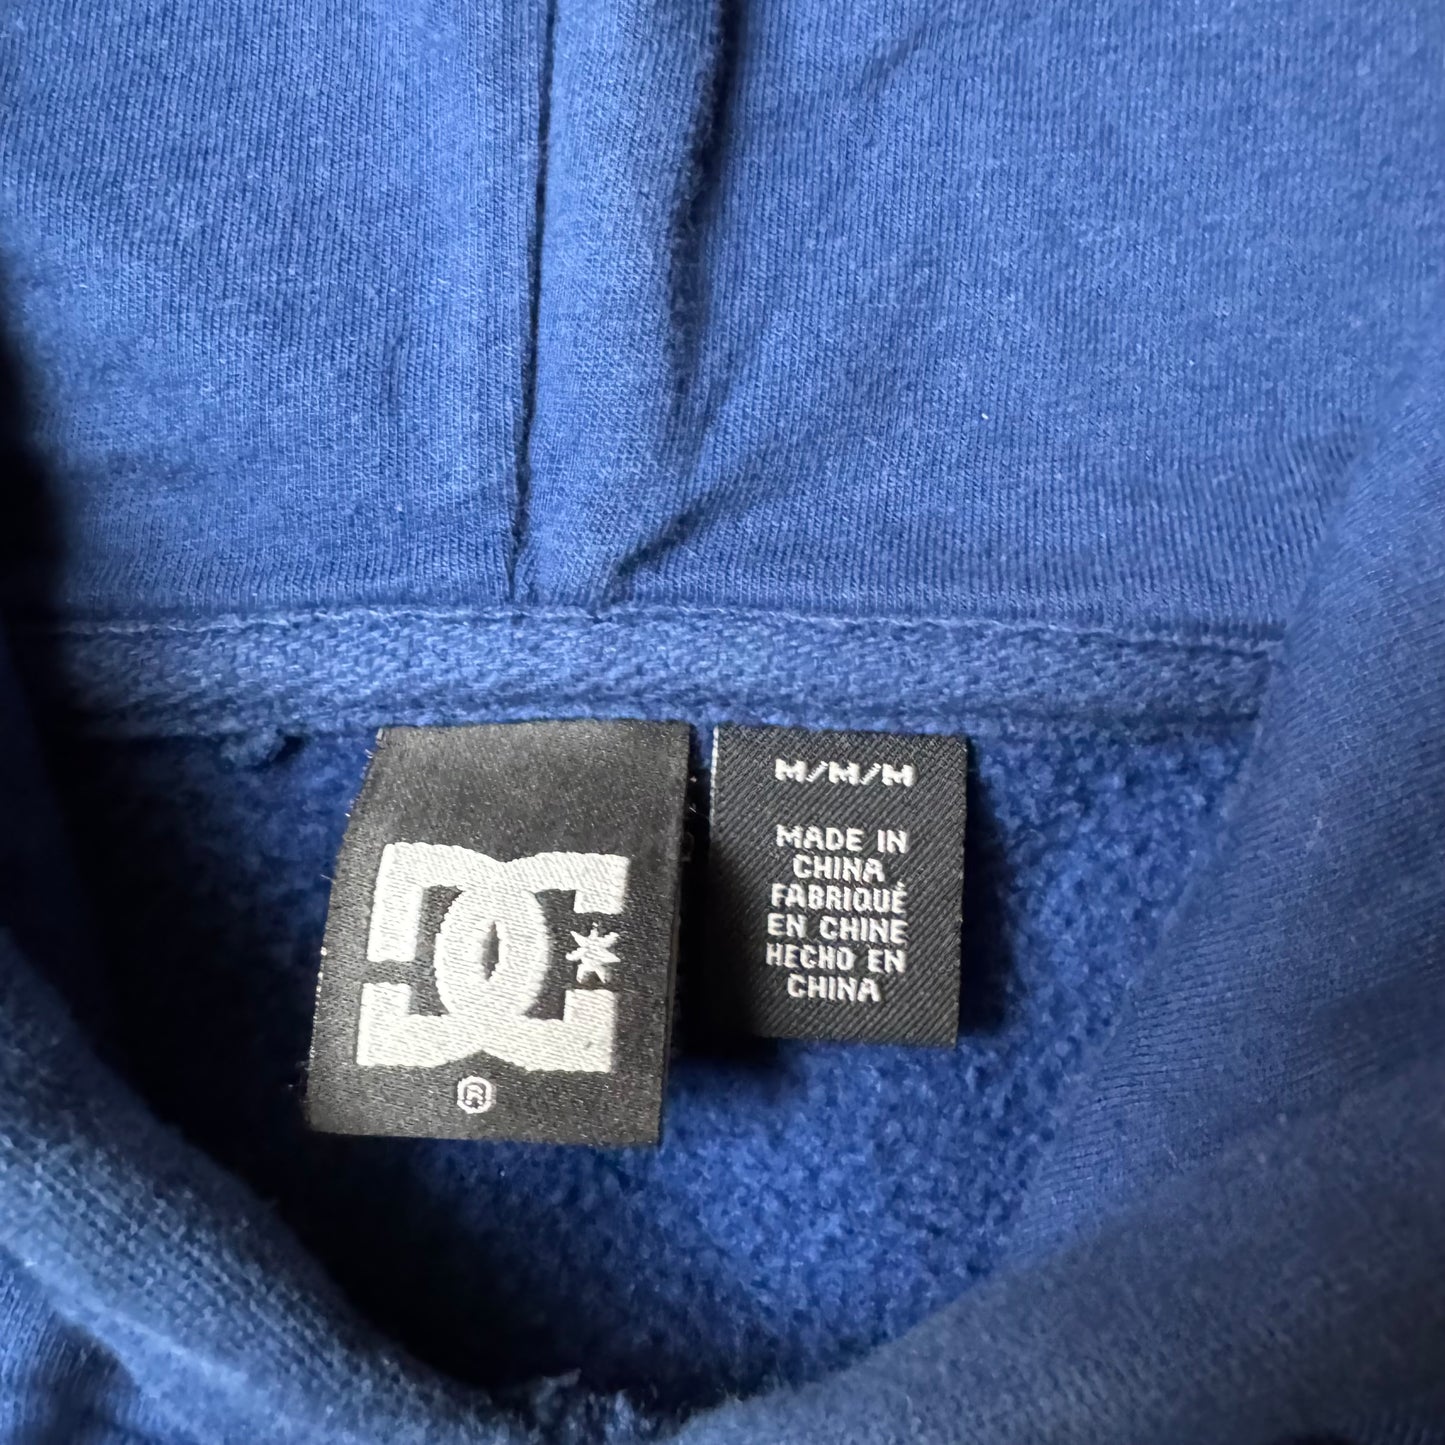 DC
®
M/M/M
MADE IN
CHINA
FABRIQUÉ
EN CHINE
HECHO EN
CHINA